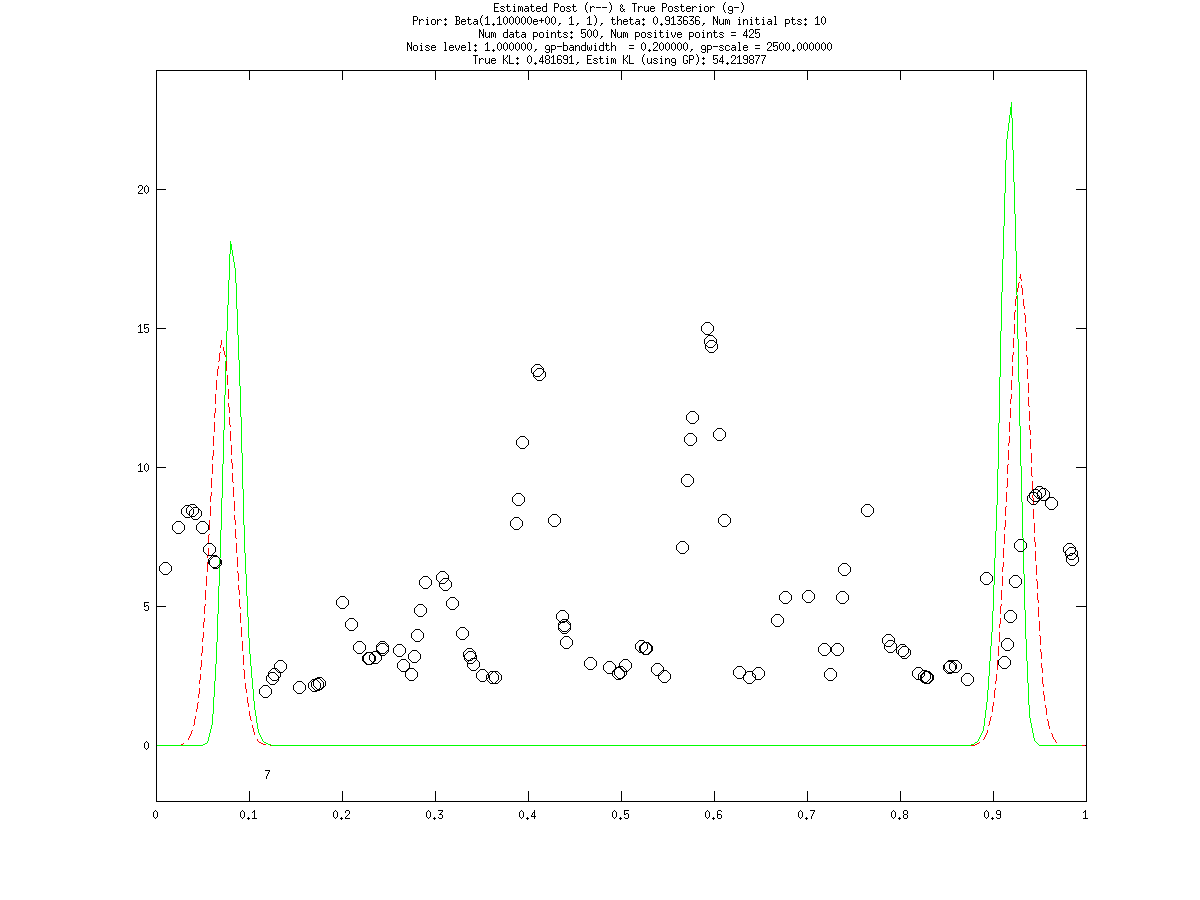 Estimated Post (r--) & True Posterior (g-)
Prior: Beta(1.100000e+00, 1, 1), theta: 0.913636, Num initial pts: 10
Num data points: 500, Num positive points = 425
Noise level: 1.000000, gp-bandwidth  = 0.200000, gp-scale = 2500.000000
True KL: 0.481691, Estim KL (using GP): 54.219877
20
15
10
5
0
7
0 0.1 0.2 0.3 0.4 0.5 0.6 0.7 0.8 0.9 1